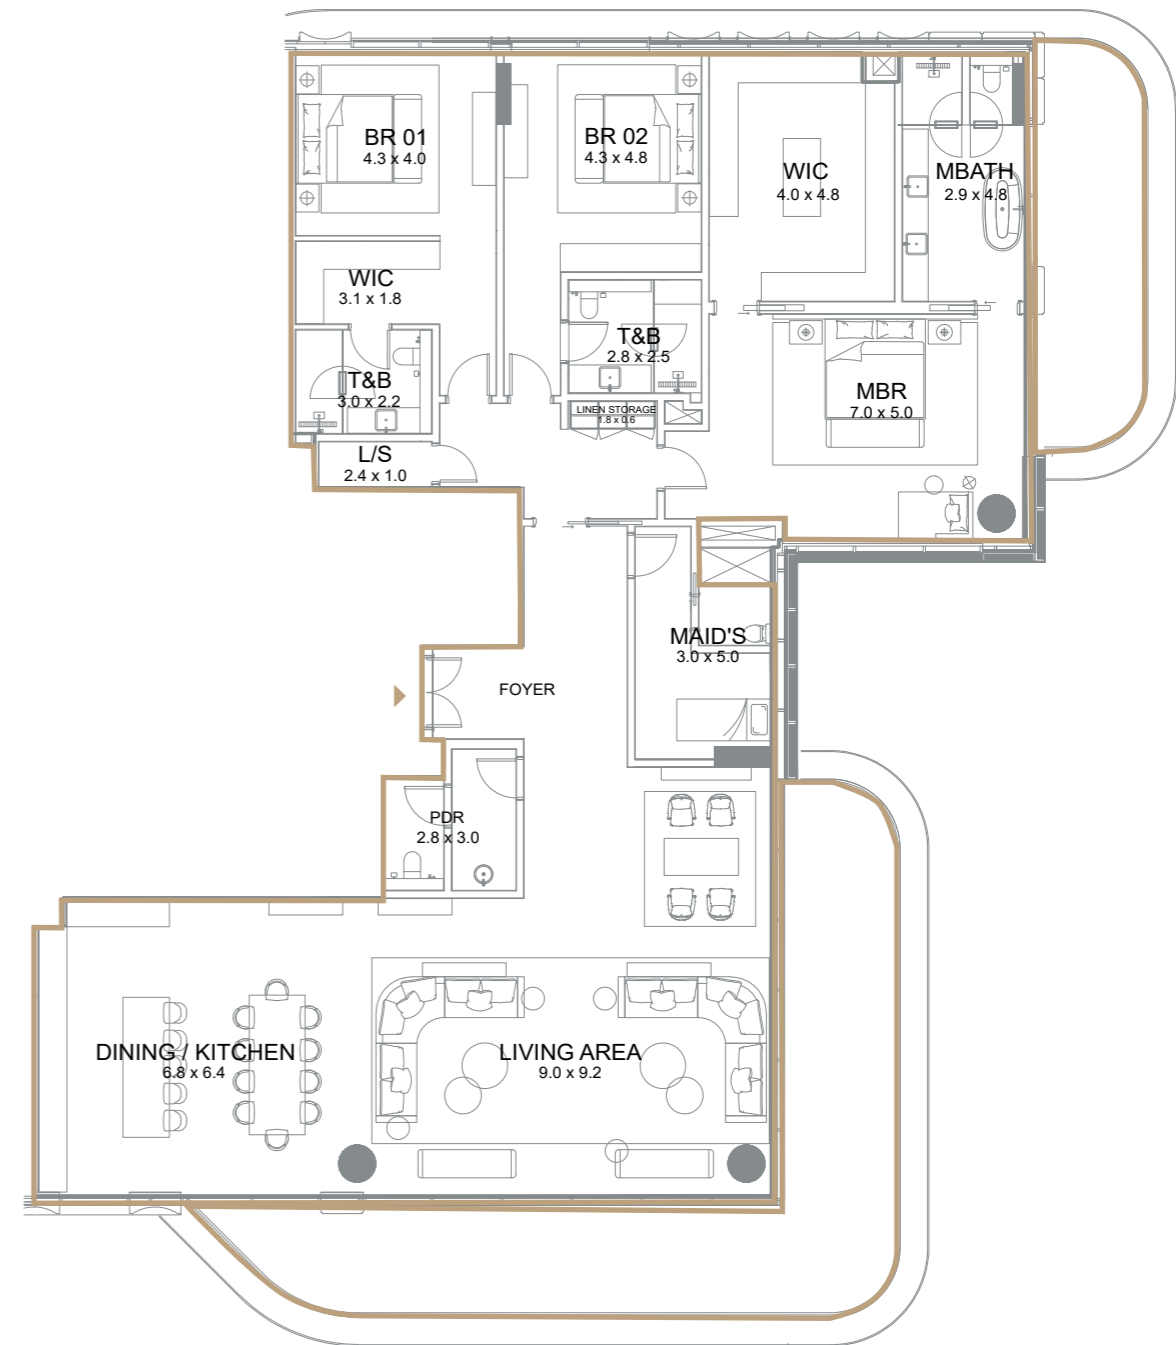 BR 01
4.3 x 4.0
BR 02
4.3 x 4.8
WIC
4.0 x 4.8
MBATH
2.9 x 4.8
WIC
3.1 x 1.8
T&B
2.8 x 2.5
T&B
3.0 x 2.2
MBR
7.0 x 5.0
LINEN STORAGE
1.8 x 0.6
L/S
2.4 x 1.0
MAID'S
3.0 x 5.0
FOYER
PDR
2.8 x 3.0
DINING / KITCHEN
6.8 x 6.4
LIVING AREA
9.0 x 9.2